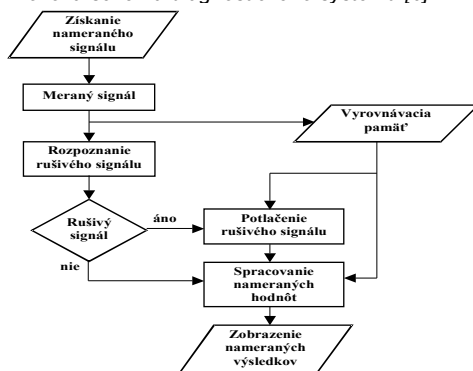 Získanie
nameraného
signálu
Meraný signál
Vyrovnávacia
pamäť
Rozpoznanie
rušivého signálu
Rušivý
signál
áno
nie
Potlačenie
rušivého signálu
Spracovanie
nameraných
hodnôt
Zobrazenie
nameraných
výsledkov